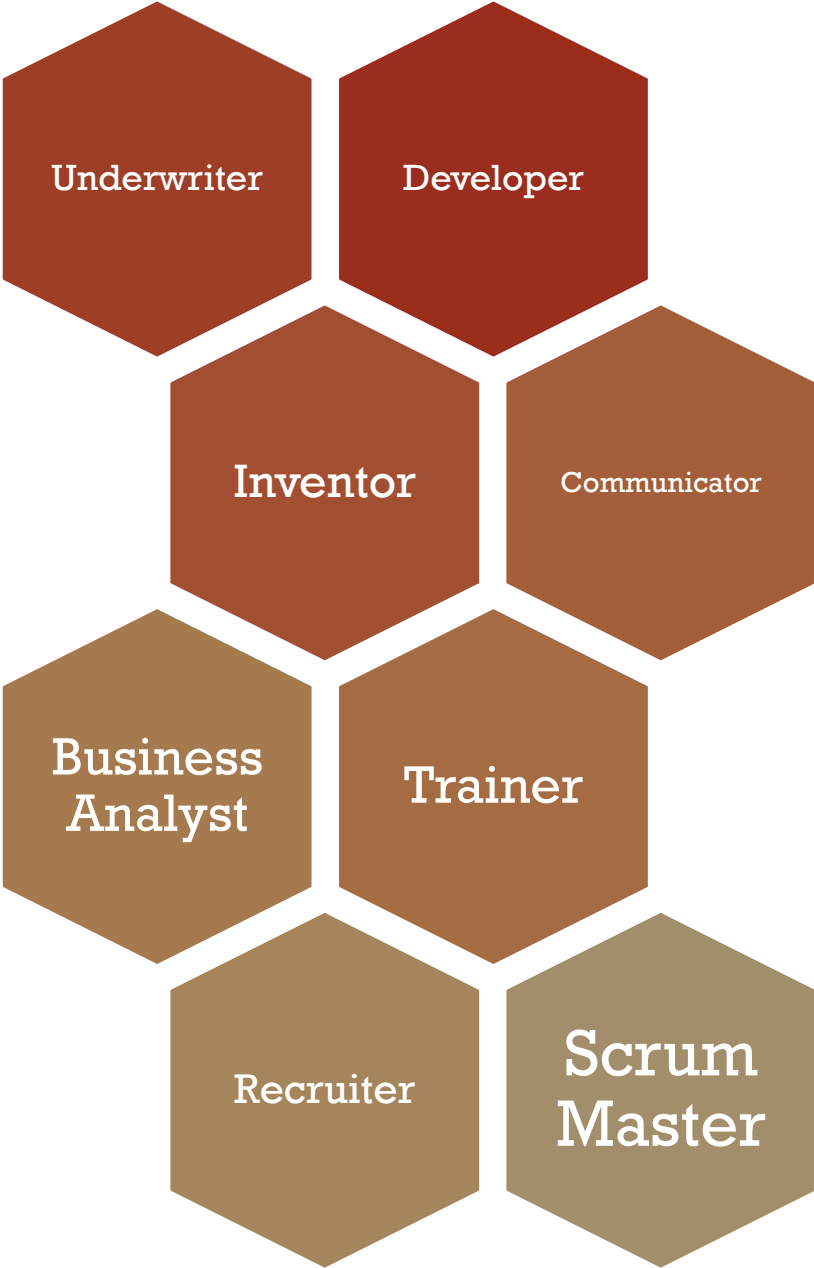 Underwriter
Developer
Inventor
Communicator
Business
Analyst
Trainer
Recruiter
Scrum
Master